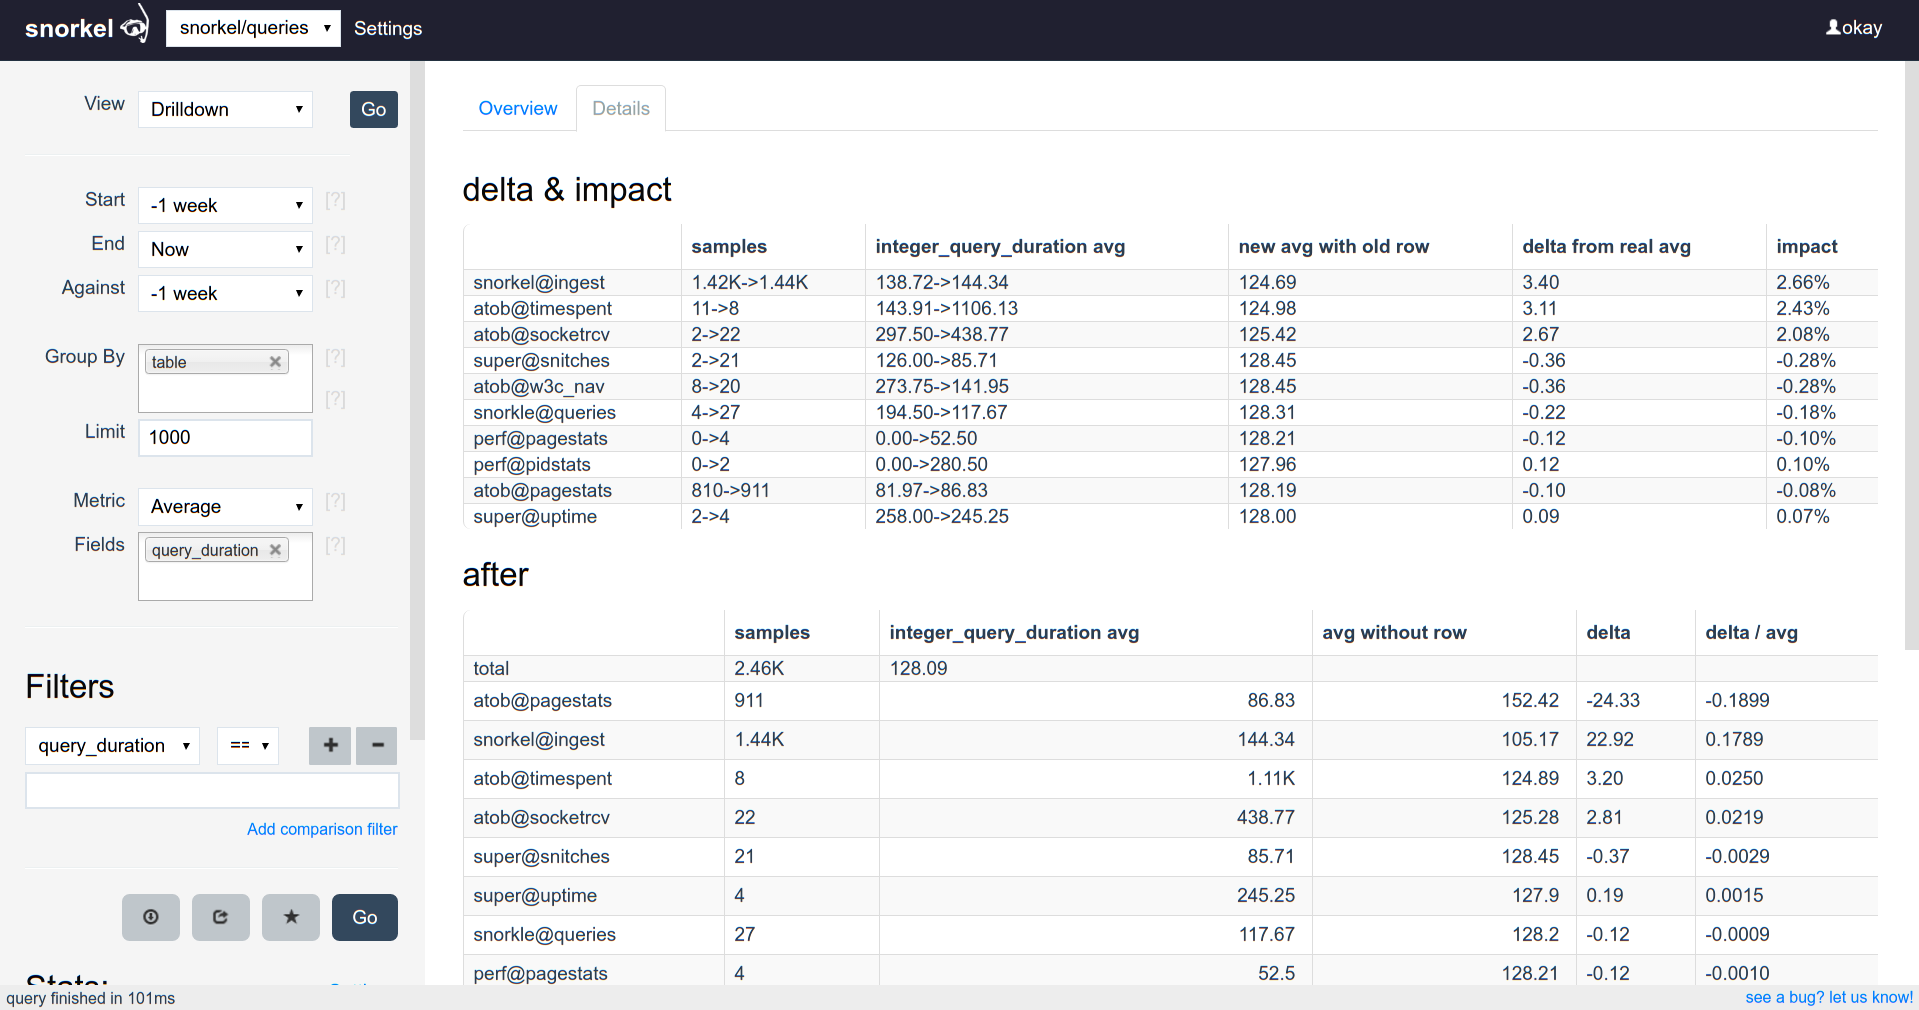 snorkel snorkel/queries Settings okay
View Drilldown Go
Start -1 week [?]
End Now [?]
Against -1 week [?]
Group By table [?]
[?]
Limit 1000
Metric Average [?]
Fields query_duration [?]
Filters
query_duration == + -
Add comparison filter
Go
query finished in 101ms
Overview Details
delta & impact
samples integer_query_duration avg new avg with old row delta from real avg impact
snorkel@ingest 1.42K->1.44K 138.72->144.34 124.69 3.40 2.66%
atob@timespent 11->8 143.91->1106.13 124.98 3.11 2.43%
atob@socketrcv 2->22 297.50->438.77 125.42 2.67 2.08%
super@snitches 2->21 126.00->85.71 128.45 -0.36 -0.28%
atob@w3c_nav 8->20 273.75->141.95 128.45 -0.36 -0.28%
snorkle@queries 4->27 194.50->117.67 128.31 -0.22 -0.18%
perf@pagestats 0->4 0.00->52.50 128.21 -0.12 -0.10%
perf@pidstats 0->2 0.00->280.50 127.96 0.12 0.10%
atob@pagestats 810->911 81.97->86.83 128.19 -0.10 -0.08%
super@uptime 2->4 258.00->245.25 128.00 0.09 0.07%
after
samples integer_query_duration avg avg without row delta delta / avg
total 2.46K 128.09
atob@pagestats 911 86.83 152.42 -24.33 -0.1899
snorkel@ingest 1.44K 144.34 105.17 22.92 0.1789
atob@timespent 8 1.11K 124.89 3.20 0.0250
atob@socketrcv 22 438.77 125.28 2.81 0.0219
super@snitches 21 85.71 128.45 -0.37 -0.0029
super@uptime 4 245.25 127.9 0.19 0.0015
snorkle@queries 27 117.67 128.2 -0.12 -0.0009
perf@pagestats 4 52.5 128.21 -0.12 -0.0010
see a bug? let us know!